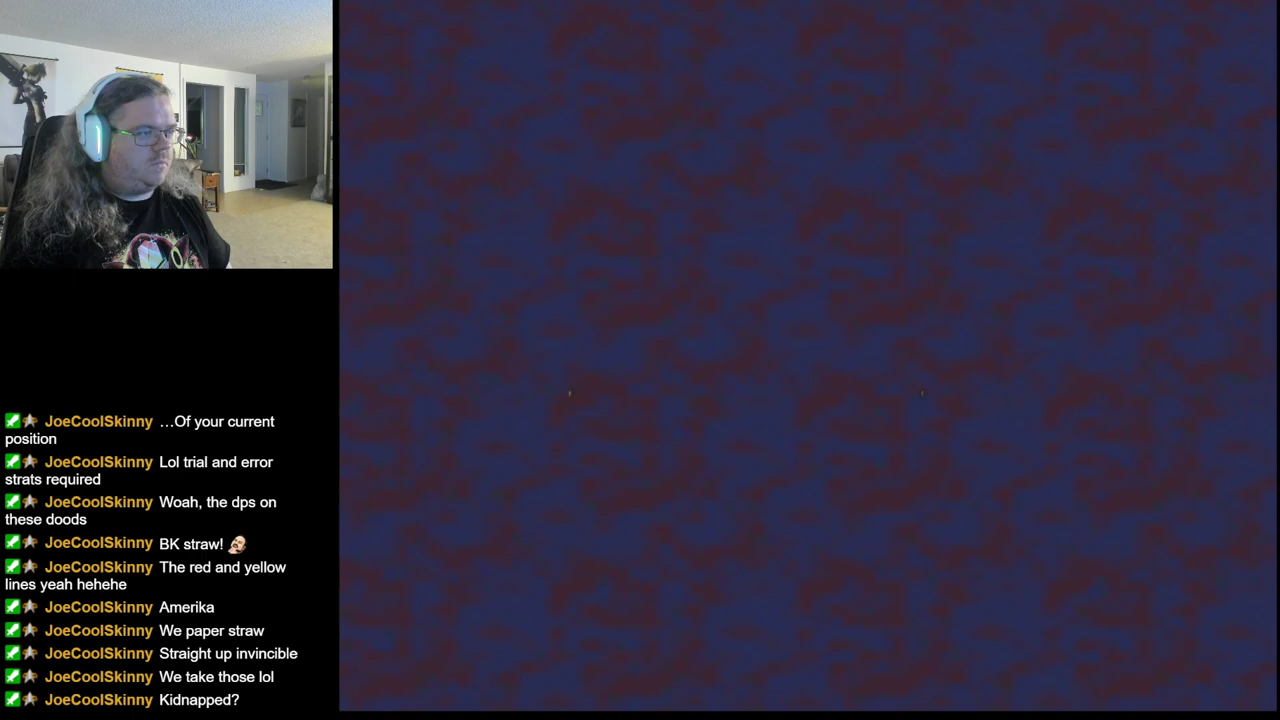 JoeCoolSkinny …Of your current
position
JoeCoolSkinny Lol trial and error
strats required
JoeCoolSkinny Woah, the dps on
these doods
JoeCoolSkinny BK straw!
JoeCoolSkinny The red and yellow
lines yeah hehehe
JoeCoolSkinny Amerika
JoeCoolSkinny We paper straw
JoeCoolSkinny Straight up invincible
JoeCoolSkinny We take those lol
JoeCoolSkinny Kidnapped?